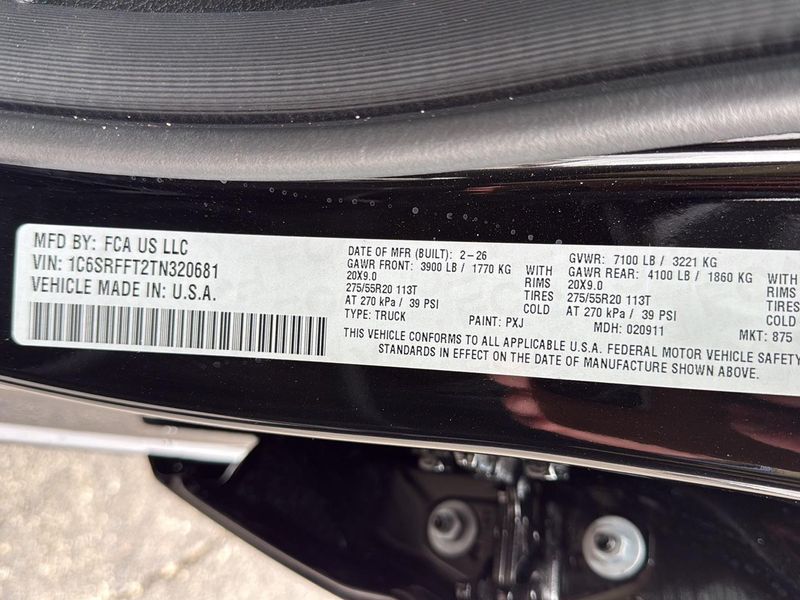 MFD BY: FCA US LLC
VIN: 1C6SRFFT2TN320681
VEHICLE MADE IN: U.S.A.
DATE OF MFR (BUILT): 2-26 GVWR: 7100 LB / 3221 KG
GAWR FRONT: 3900 LB / 1770 KG WITH GAWR REAR: 4100 LB / 1860 KG WITH
20X9.0 RIMS 20X9.0 RIMS
275/55R20 113T TIRES 275/55R20 113T TIRES
AT 270 kPa / 39 PSI COLD AT 270 kPa / 39 PSI COLD
TYPE: TRUCK PAINT: PXJ MDH: 020911 MKT: 875
THIS VEHICLE CONFORMS TO ALL APPLICABLE U.S.A. FEDERAL MOTOR VEHICLE SAFETY
STANDARDS IN EFFECT ON THE DATE OF MANUFACTURE SHOWN ABOVE.